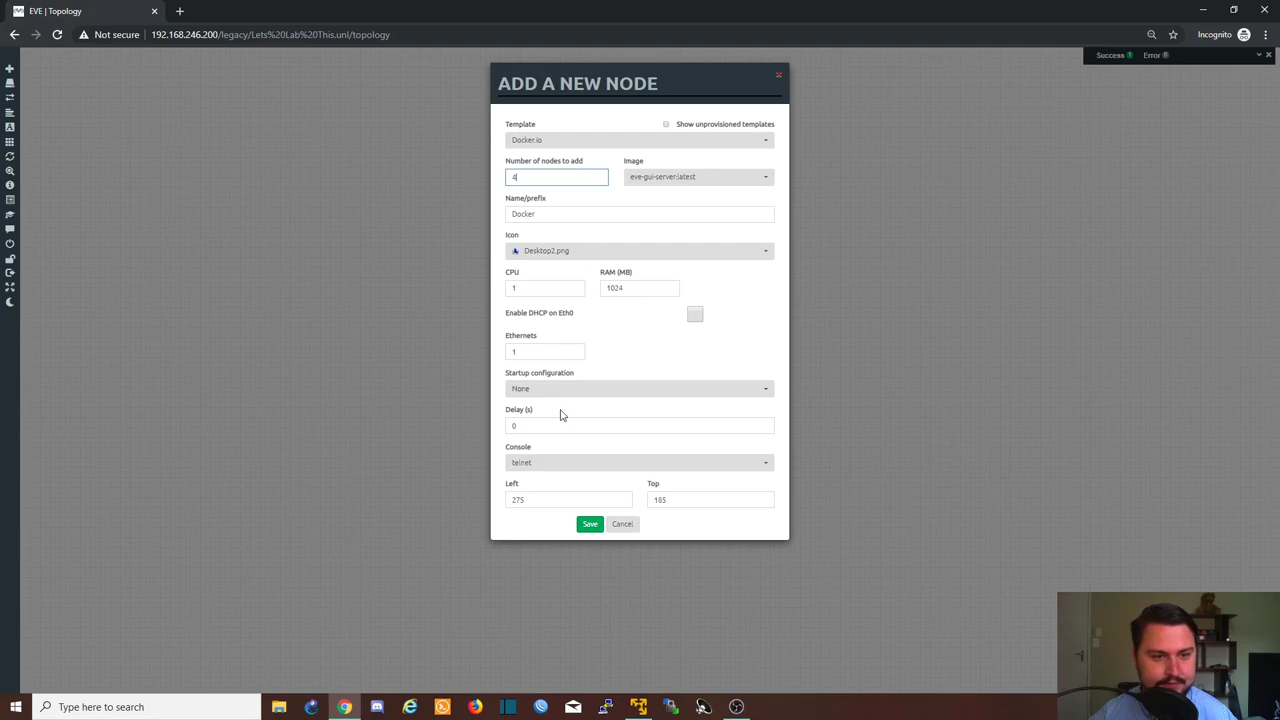 EVE | Topology
Not secure
192.168.246.200/legacy/Lets%20Lab%20This.unl/topology
Incognito
Success 1
Error 0
ADD A NEW NODE
Template
Show unprovisioned templates
Docker.io
Number of nodes to add
Image
4
eve-gui-server:latest
Name/prefix
Docker
Icon
Desktop2.png
CPU
RAM (MB)
1
1024
Enable DHCP on Eth0
Ethernets
1
Startup configuration
None
Delay (s)
0
Console
telnet
Left
Top
275
185
Save
Cancel
Type here to search